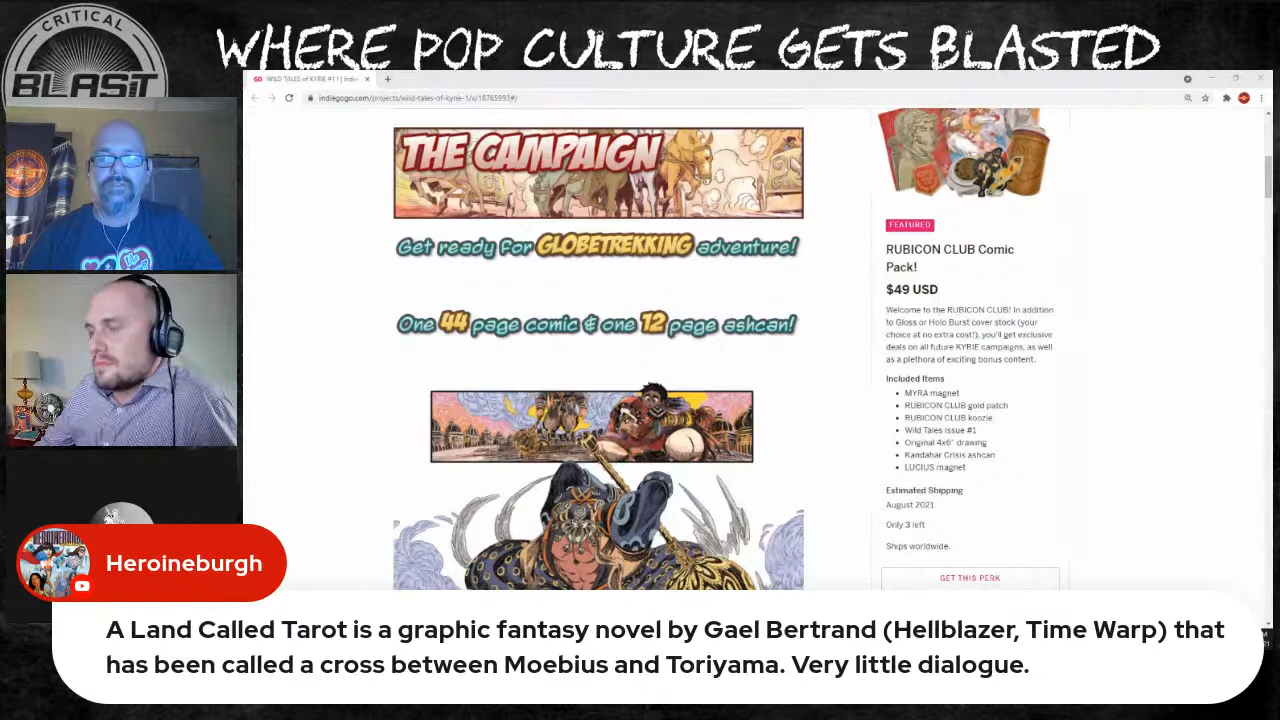 CRITICAL
BLAST
WHERE POP CULTURE GETS BLASTED
GO WILD TALES of KYRIE #1! | Indie
indiegogo.com/projects/wild-tales-of-kyrie-1/x/18765993#/
THE CAMPAIGN
Get ready for GLOBETREKKING adventure!
One 44 page comic & one 12 page ashcan!
FEATURED
RUBICON CLUB Comic
Pack!
$49 USD
Welcome to the RUBICON CLUB! In addition
to Gloss or Holo Burst cover stock (your
choice at no extra cost!), you'll get exclusive
deals on all future KYRIE campaigns, as well
as a plethora of exciting bonus content.
Included Items
MYRA magnet
RUBICON CLUB gold patch
RUBICON CLUB koozie
Wild Tales Issue #1
Original 4x6" drawing
Kandahar Crisis ashcan
LUCIUS magnet
Estimated Shipping
August 2021
Only 3 left
Ships worldwide.
GET THIS PERK
HEROINEBURGH
Heroineburgh
A Land Called Tarot is a graphic fantasy novel by Gael Bertrand (Hellblazer, Time Warp) that
has been called a cross between Moebius and Toriyama. Very little dialogue.